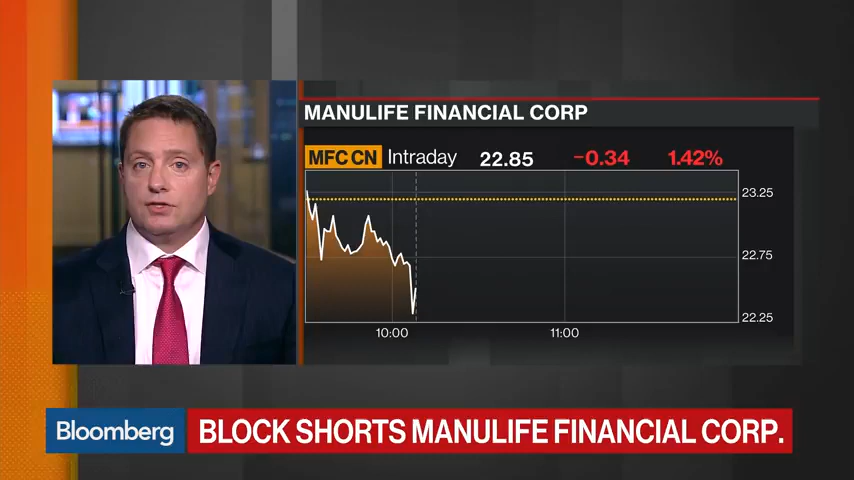 MANULIFE FINANCIAL CORP
MFC CN Intraday 22.85 −0.34 1.42%
23.25
22.75
22.25
10:00 11:00
Bloomberg BLOCK SHORTS MANULIFE FINANCIAL CORP.